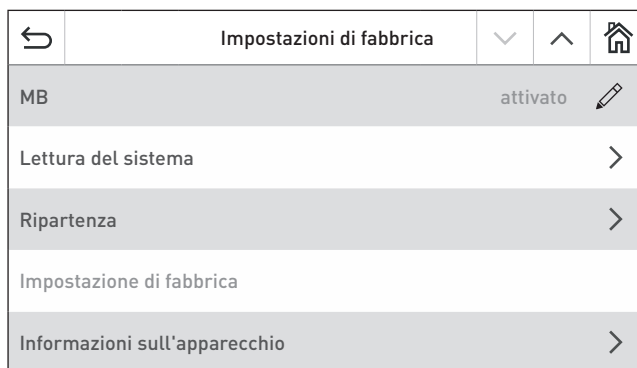 Impostazioni di fabbrica
MB attivato
Lettura del sistema
Ripartenza
Impostazione di fabbrica
Informazioni sull'apparecchio